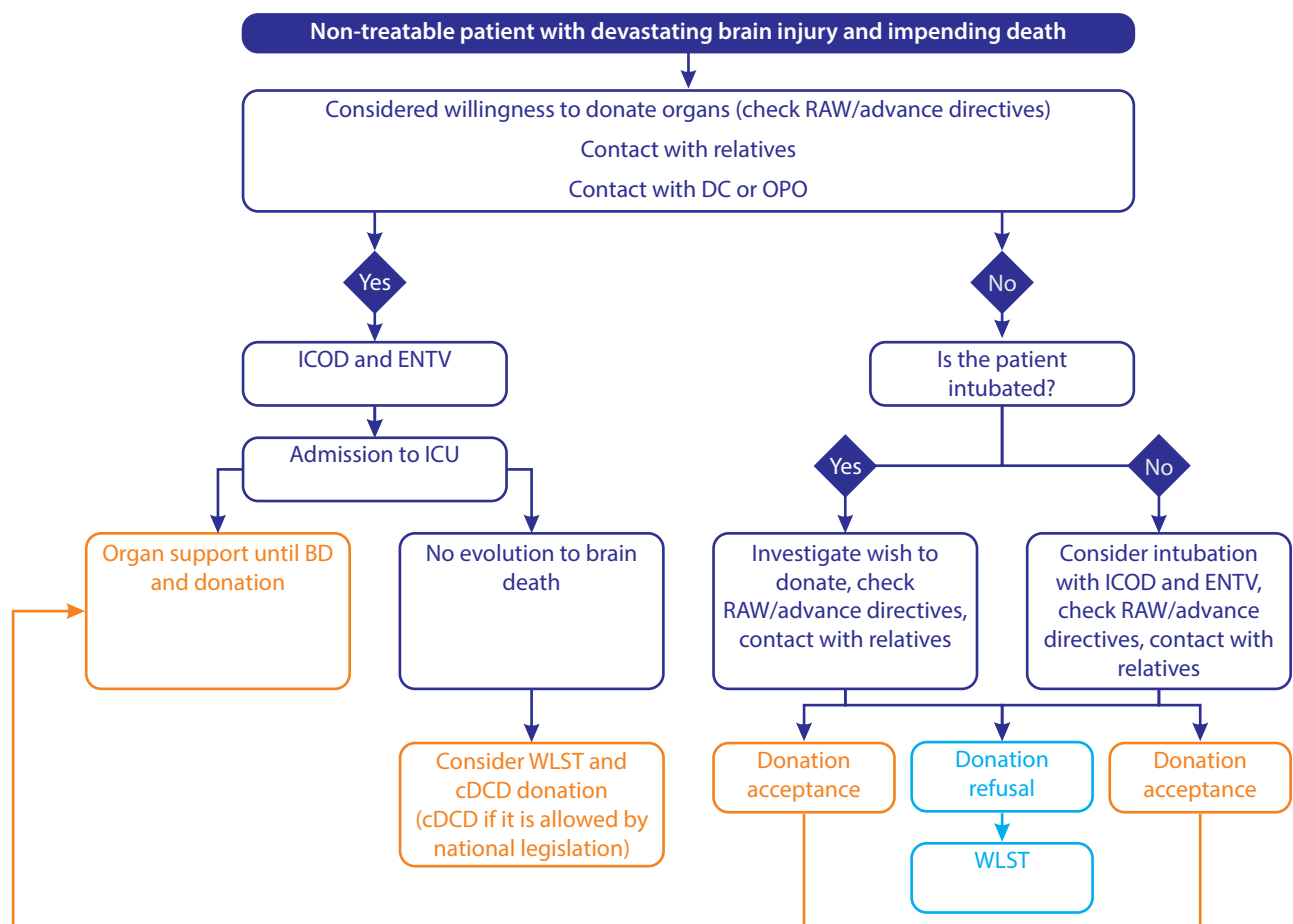 Non-treatable patient with devastating brain injury and impending death
Considered willingness to donate organs (check RAW/advance directives)
Contact with relatives
Contact with DC or OPO
Yes
No
ICOD and ENTV
Is the patient
intubated?
Admission to ICU
Yes
No
Organ support until BD
and donation
No evolution to brain
death
Investigate wish to
donate, check
RAW/advance directives,
contact with relatives
Consider intubation
with ICOD and ENTV,
check RAW/advance
directives, contact with
relatives
Consider WLST and
cDCD donation
(cDCD if it is allowed by
national legislation)
Donation
acceptance
Donation
refusal
Donation
acceptance
WLST